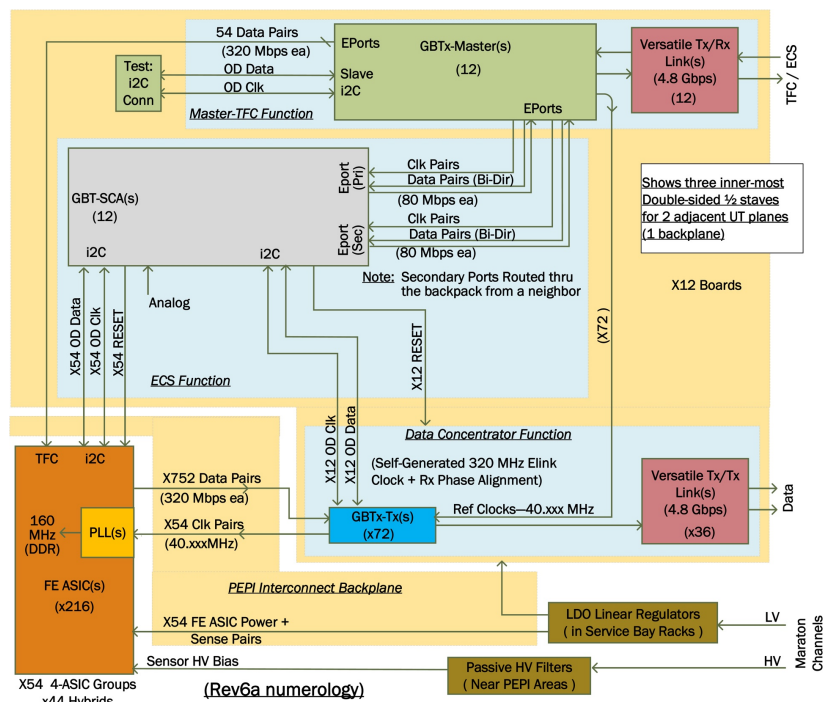 54 Data Pairs
(320 Mbps ea)
EPorts
GBTx-Master(s)
(12)
Versatile Tx/Rx
Link(s)
(4.8 Gbps)
(12)
TFC / ECS
Test:
i2C
Conn
OD Data
OD Clk
Slave
i2C
EPorts
Master-TFC Function
GBT-SCA(s)
(12)
Eport
(Pri)
Clk Pairs
Data Pairs (Bi-Dir)
(80 Mbps ea)
Eport
(Sec)
Clk Pairs
Data Pairs (Bi-Dir)
(80 Mbps ea)
i2C
i2C
Shows three inner-most
Double-sided ½ staves
for 2 adjacent UT planes
(1 backplane)
Note: Secondary Ports Routed thru
the backpack from a neighbor
X12 Boards
Analog
X54 OD Data
X54 OD Clk
X54 RESET
X12 RESET
(X72 )
ECS Function
X12 OD Clk
X12 OD Data
Data Concentrator Function
(Self-Generated 320 MHz Elink
Clock + Rx Phase Alignment)
TFC
i2C
X752 Data Pairs
(320 Mbps ea)
Versatile Tx/Tx
Link(s)
(4.8 Gbps)
(x36)
Data
160
MHz
(DDR)
PLL(s)
X54 Clk Pairs
(40.xxxMHz)
GBTx-Tx(s)
(x72)
Ref Clocks—40.xxx MHz
FE ASIC(s)
(x216)
PEPI Interconnect Backplane
X54 FE ASIC Power +
Sense Pairs
LDO Linear Regulators
( in Service Bay Racks )
LV
Sensor HV Bias
Passive HV Filters
( Near PEPI Areas )
HV
Maraton
Channels
X54 4-ASIC Groups
x44 Hybrids
(Rev6a numology)